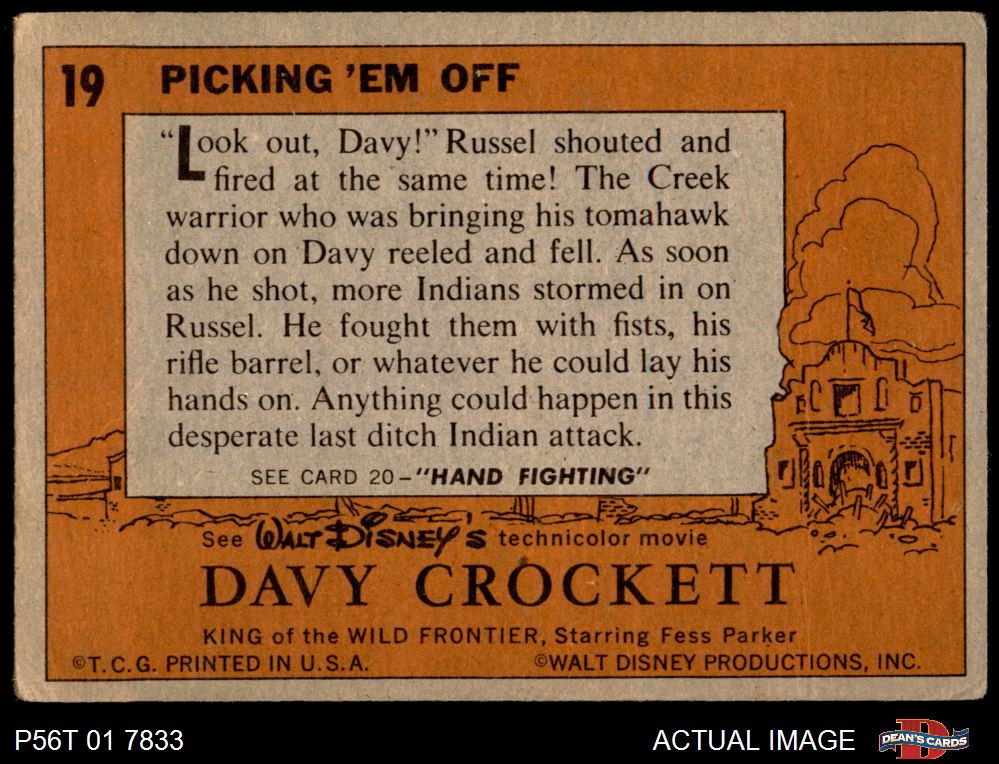 19 PICKING 'EM OFF
"Look out, Davy!" Russel shouted and
fired at the same time! The Creek
warrior who was bringing his tomahawk
down on Davy reeled and fell. As soon
as he shot, more Indians stormed in on
Russel. He fought them with fists, his
rifle barrel, or whatever he could lay his
hands on. Anything could happen in this
desperate last ditch Indian attack.
SEE CARD 20–"HAND FIGHTING"
See WALT DISNEY'S technicolor movie
DAVY CROCKETT
KING of the WILD FRONTIER, Starring Fess Parker
©T.C.G. PRINTED IN U.S.A. ©WALT DISNEY PRODUCTIONS, INC.
P56T 01 7833 ACTUAL IMAGE DEAN'S CARDS